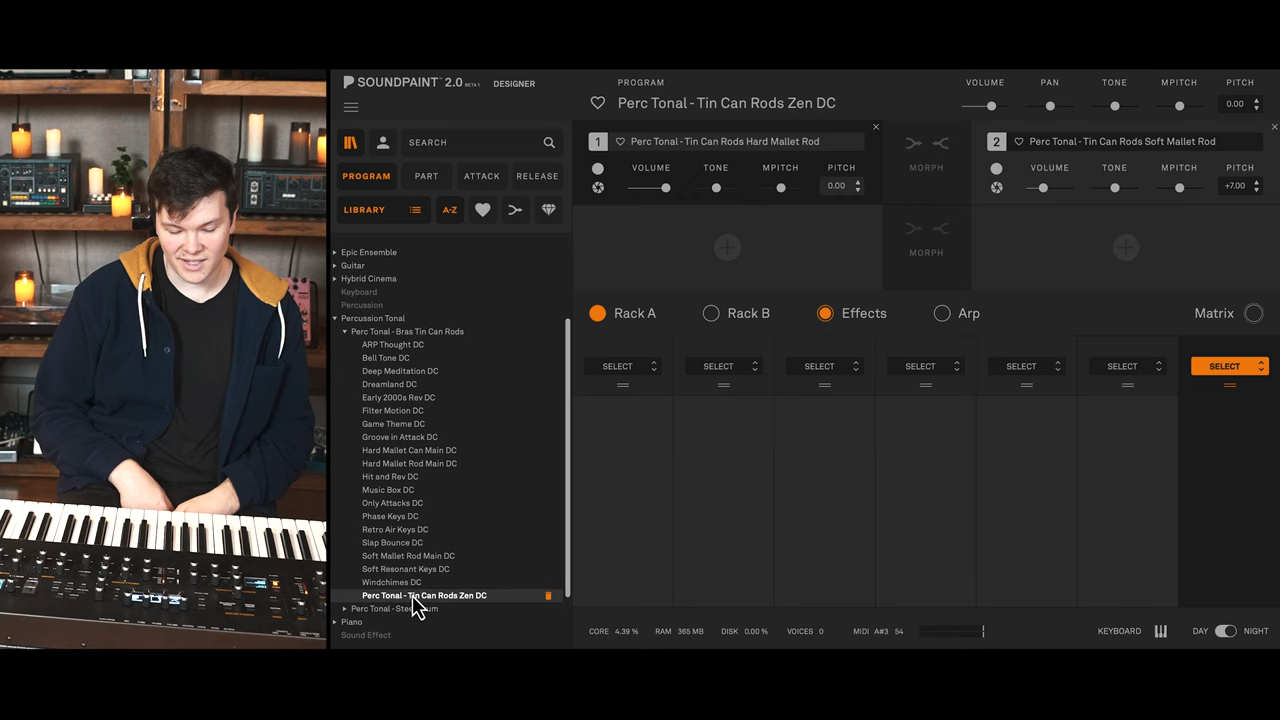 SOUNDPAINT™ 2.0 BETA 1 DESIGNER
PROGRAM
Perc Tonal - Tin Can Rods Zen DC
VOLUME PAN TONE MPITCH PITCH
0.00
SEARCH
PROGRAM PART ATTACK RELEASE
LIBRARY A-Z
1 Perc Tonal - Tin Can Rods Hard Mallet Rod
VOLUME TONE MPITCH PITCH
0.00
MORPH
2 Perc Tonal - Tin Can Rods Soft Mallet Rod
VOLUME TONE MPITCH PITCH
+7.00
MORPH
Epic Ensemble
Guitar
Hybrid Cinema
Keyboard
Percussion
Percussion Tonal
Perc Tonal - Bras Tin Can Rods
ARP Thought DC
Bell Tone DC
Deep Meditation DC
Dreamland DC
Early 2000s Rev DC
Filter Motion DC
Game Theme DC
Groove in Attack DC
Hard Mallet Can Main DC
Hard Mallet Rod Main DC
Hit and Rev DC
Music Box DC
Only Attacks DC
Phase Keys DC
Retro Air Keys DC
Slap Bounce DC
Soft Mallet Rod Main DC
Soft Resonant Keys DC
Windchimes DC
Perc Tonal - Tin Can Rods Zen DC
Perc Tonal -
Piano
Sound Effect
Rack A Rack B Effects Arp Matrix
SELECT SELECT SELECT SELECT SELECT SELECT SELECT
CORE 4.39 % RAM 365 MB DISK 0.00 % VOICES 0 MIDI A#3 54
KEYBOARD DAY NIGHT